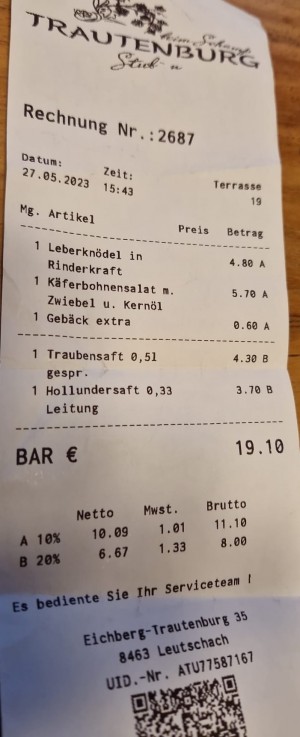 beim Schamp
TRAUTENBURG
Stub- u
Rechnung Nr.:2687
Datum: Zeit: Terrasse
27.05.2023 15:43 19
Mg. Artikel Preis Betrag
1 Leberknödel in 4.80 A
Rinderkraft
1 Käferbohnensalat m. 5.70 A
Zwiebel u. Kernöl
1 Gebäck extra 0.60 A
1 Traubensaft 0,5l 4.30 B
gespr.
1 Hollundersaft 0,33 3.70 B
Leitung
BAR € 19.10
Netto Mwst. Brutto
A 10% 10.09 1.01 11.10
B 20% 6.67 1.33 8.00
Es bediente Sie Ihr Serviceteam !
Eichberg-Trautenburg 35
8463 Leutschach
UID.-Nr. ATU77587167